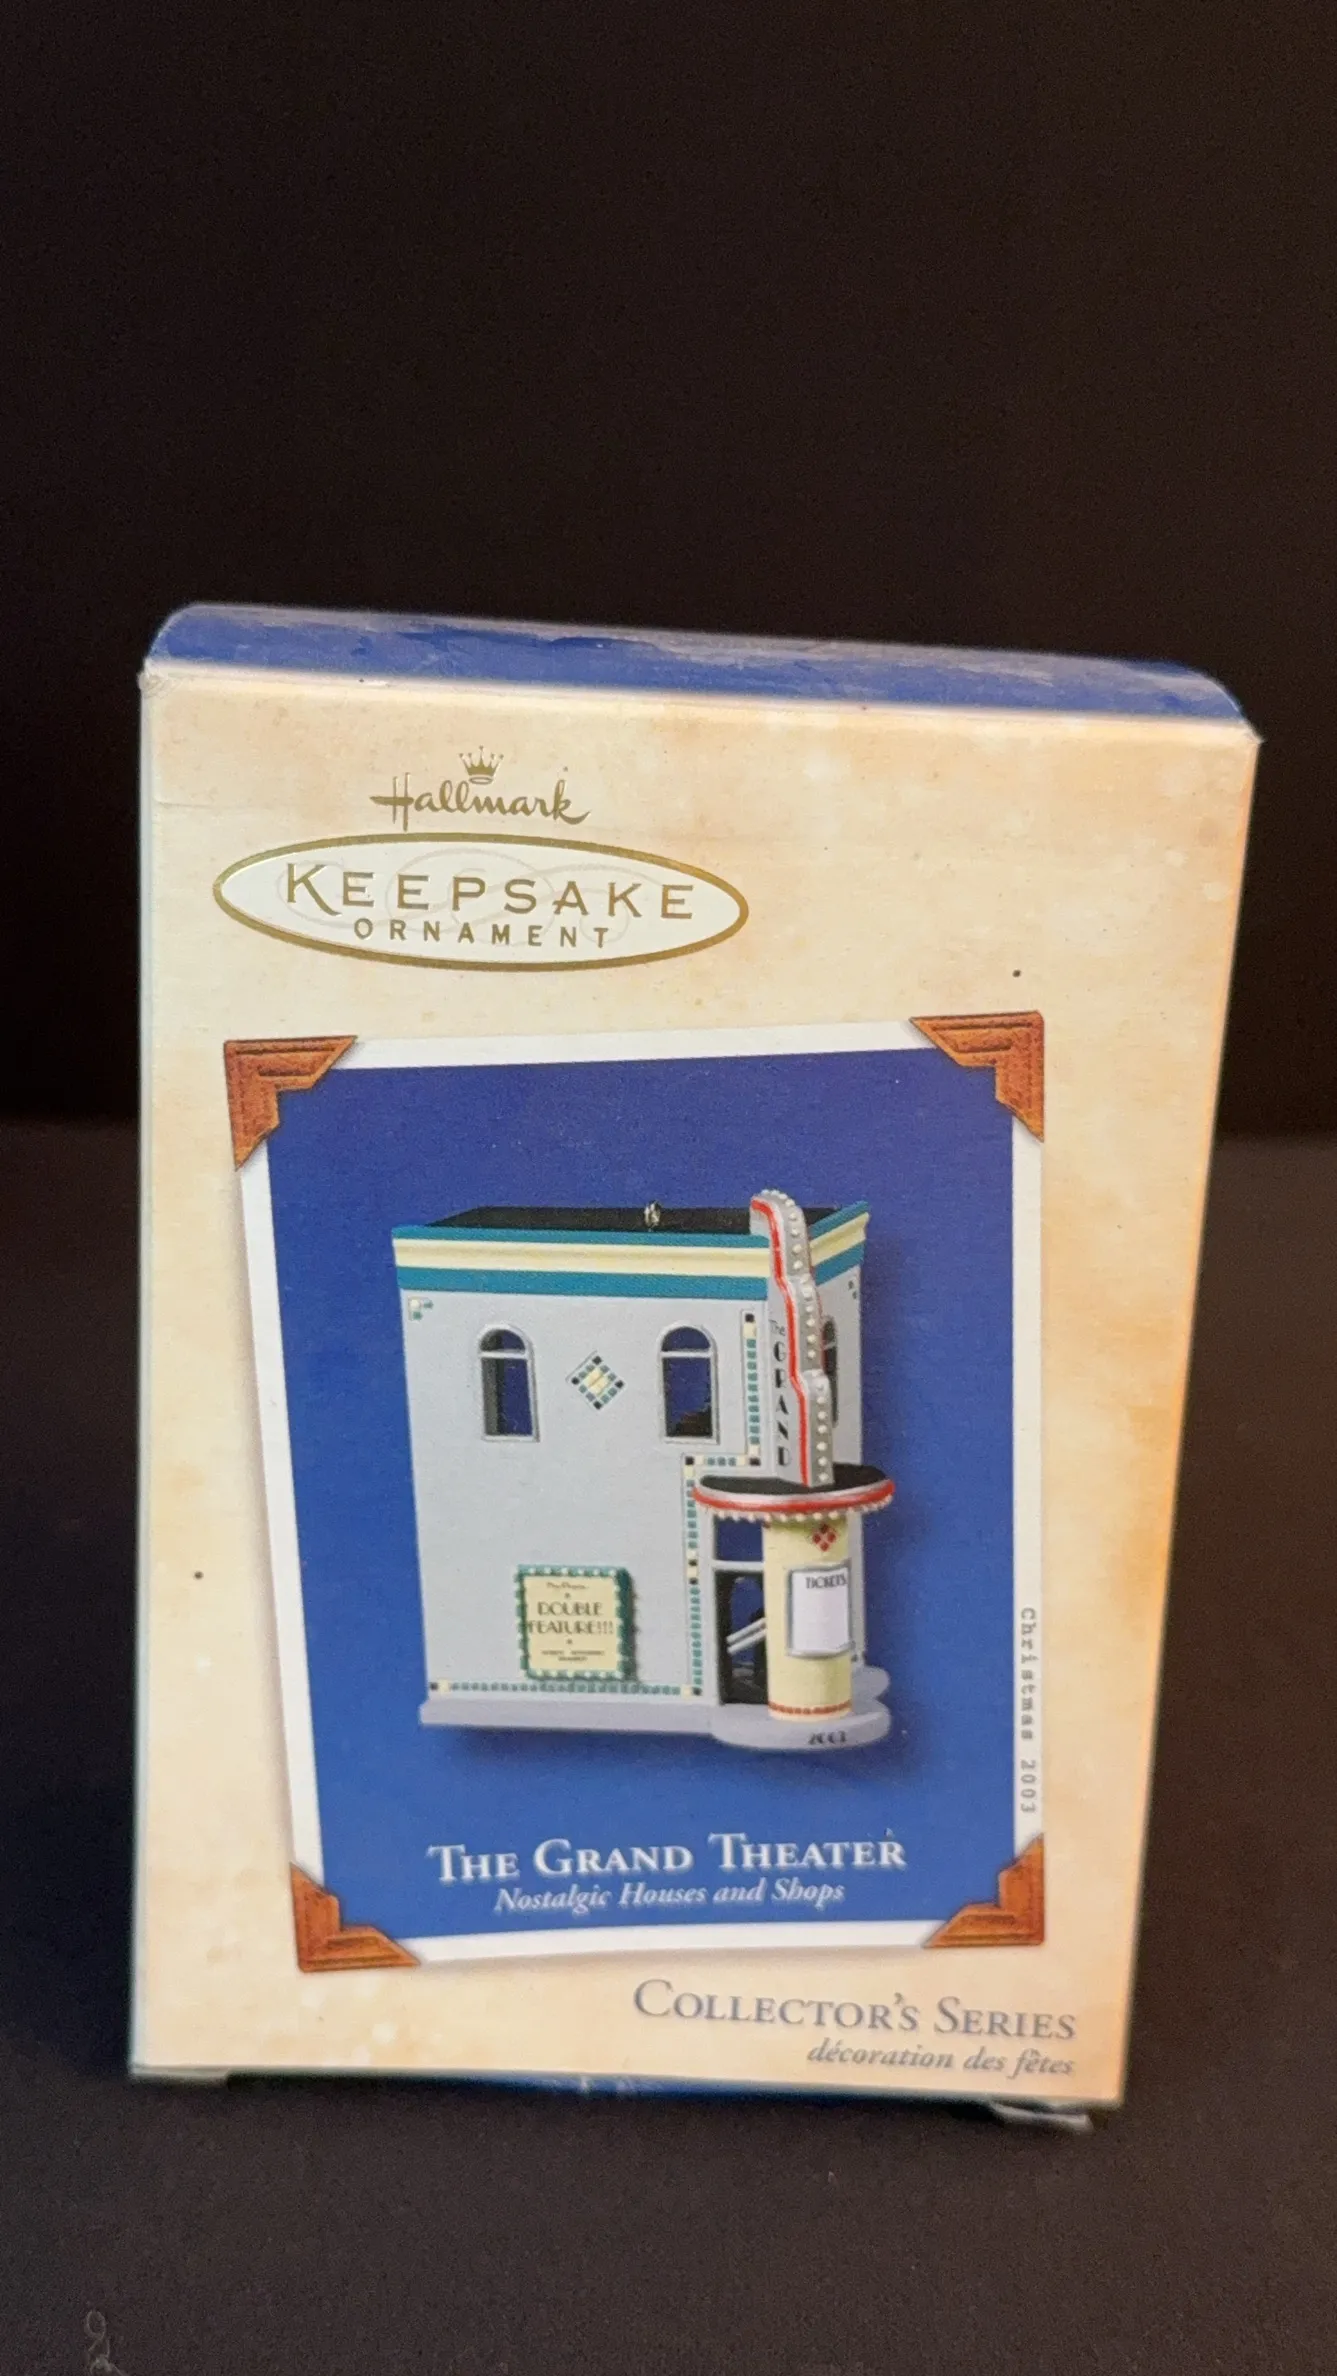 Hallmark
KEEPSAKE
ORNAMENT
The
GRAND
TICKETS
DOUBLE
FEATURE!!!
2003
Christmas 2003
THE GRAND THEATER
Nostalgic Houses and Shops
COLLECTOR'S SERIES
décoration des fêtes